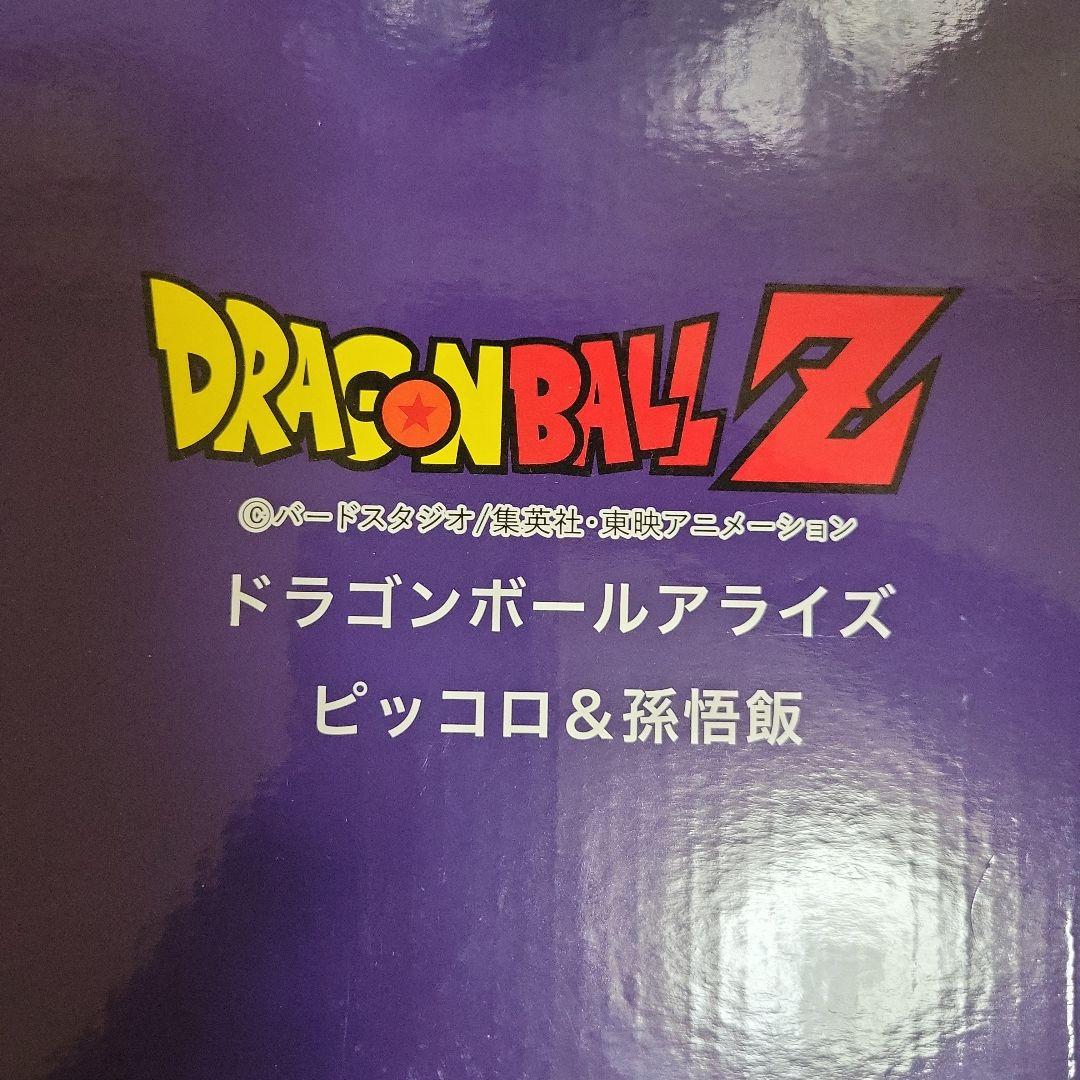 DRAGONBALL Z
©バードスタジオ/集英社・東映アニメーション
ドラゴンボールアライズ
ピッコロ&孫悟飯